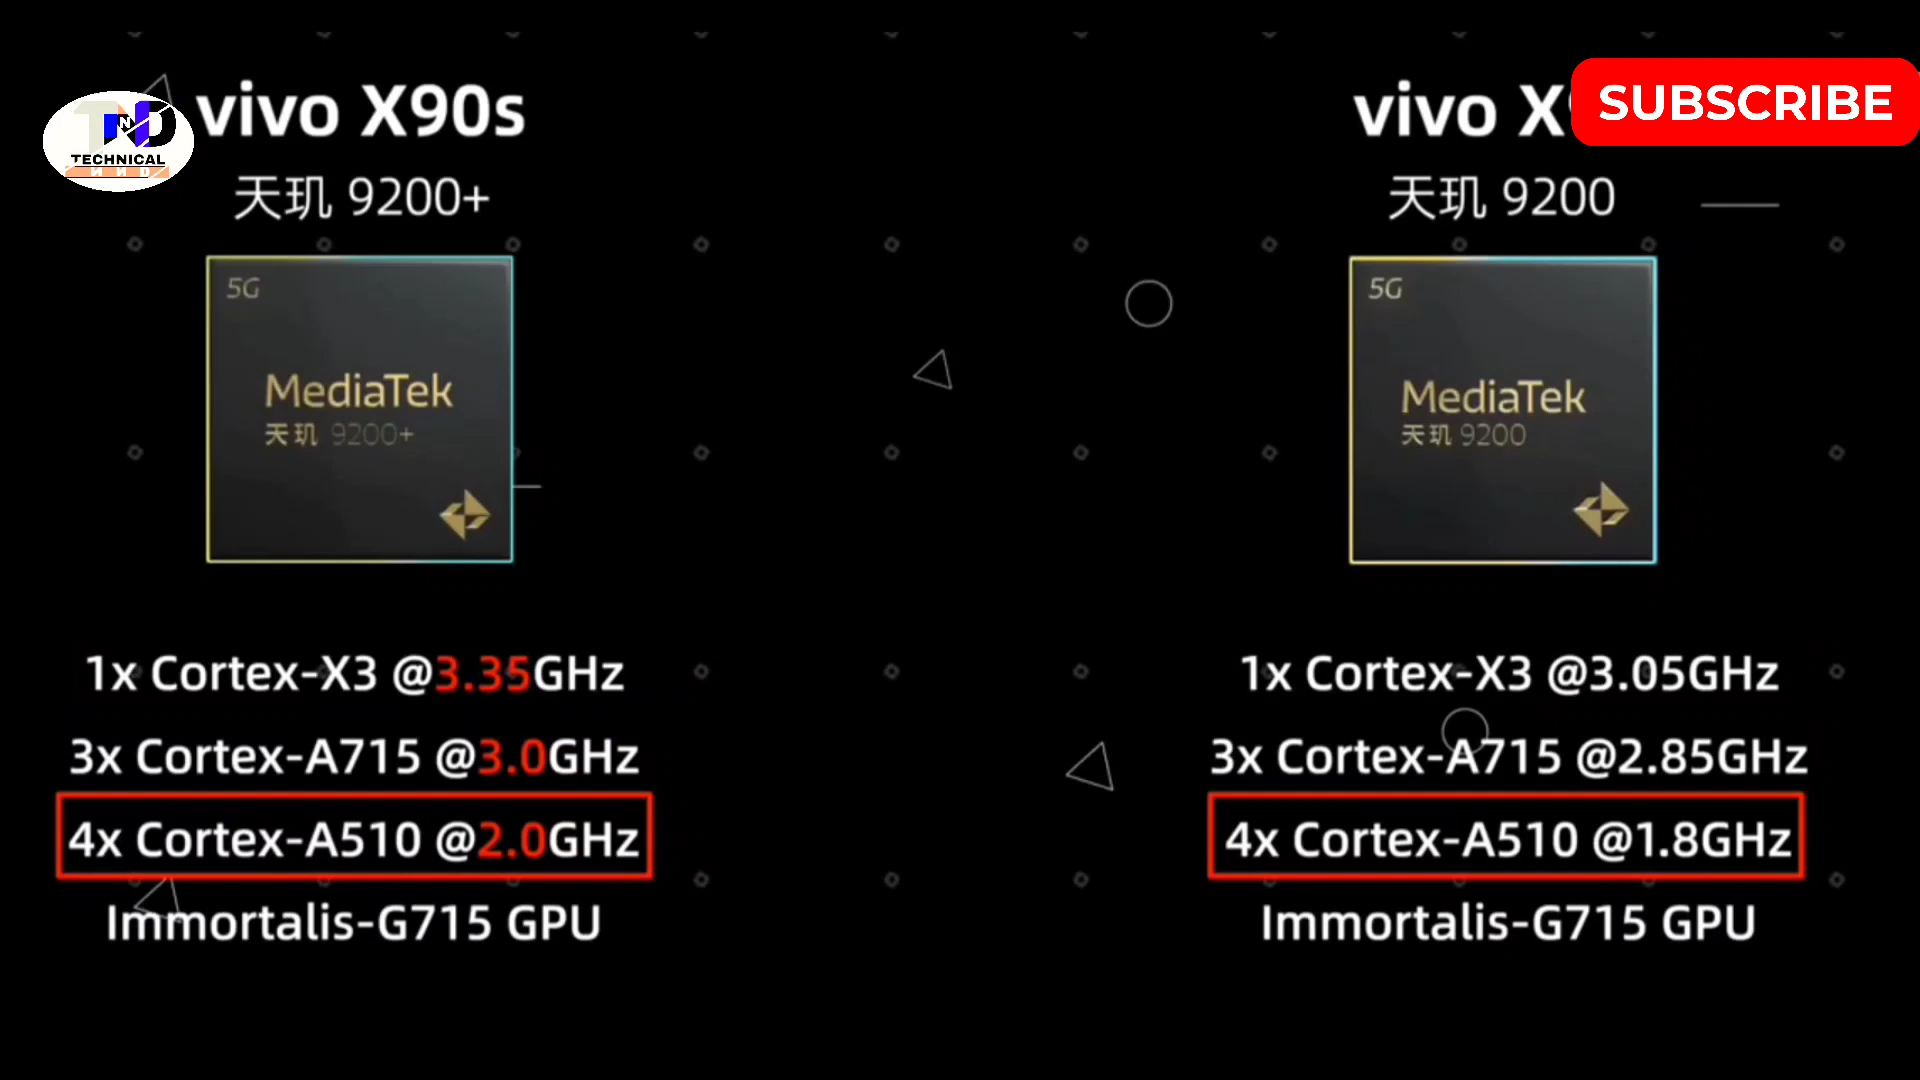 vivo X90s
天玑 9200+
5G
MediaTek
天玑 9200+
1x Cortex-X3 @3.35GHz
3x Cortex-A715 @3.0GHz
4x Cortex-A510 @2.0GHz
Immortalis-G715 GPU
TND
TECHNICAL
vivo X
SUBSCRIBE
天玑 9200
5G
MediaTek
天玑 9200
1x Cortex-X3 @3.05GHz
3x Cortex-A715 @2.85GHz
4x Cortex-A510 @1.8GHz
Immortalis-G715 GPU